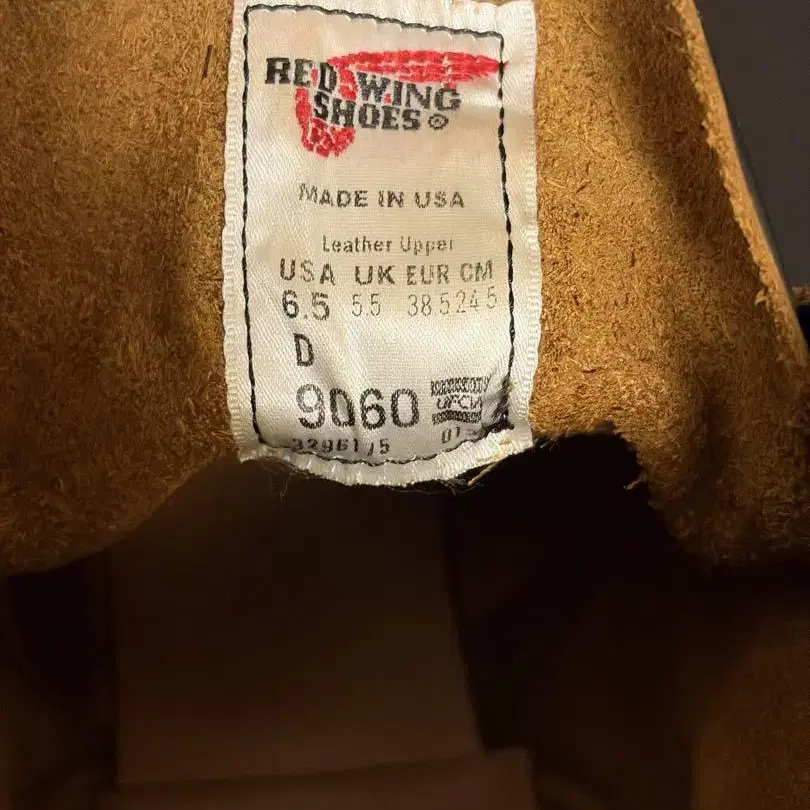 RED WING
SHOES®
MADE IN USA
Leather Upper
USA UK EUR CM
6.5 5.5 38.5 24.5
D
9060
UFCW